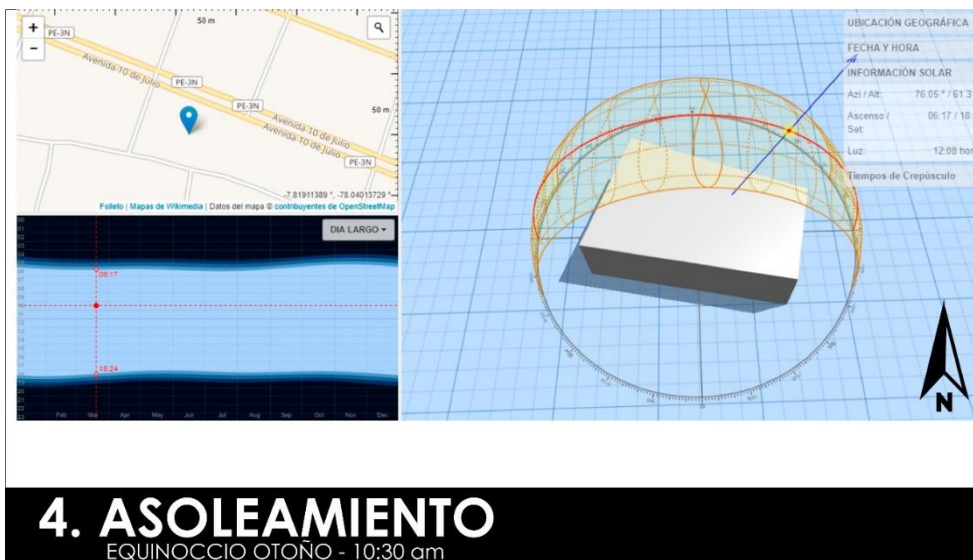 50 m
PE-3N
Avenida 10 de Julio
PE-3N
PE-3N
50 m
Avenida 10 de Julio
PE-3N
-7.81911389 °, -78.04013729 °
Folleto | Mapas de Wikimedia | Datos del mapa © contribuyentes de OpenStreetMap
DIA LARGO
06:17
18:24
Feb Mar Apr May Jun Jul Aug Sep Oct Nov Dec
UBICACIÓN GEOGRÁFICA
FECHA Y HORA
INFORMACIÓN SOLAR
Azi / Alt: 76.05 ° / 61.3
Ascenso / Set: 06:17 / 18:
Luz: 12:08 hor
Tiempos de Crepúsculo
N
4. ASOLEAMIENTO
EQUINOCCIO OTOÑO - 10:30 am